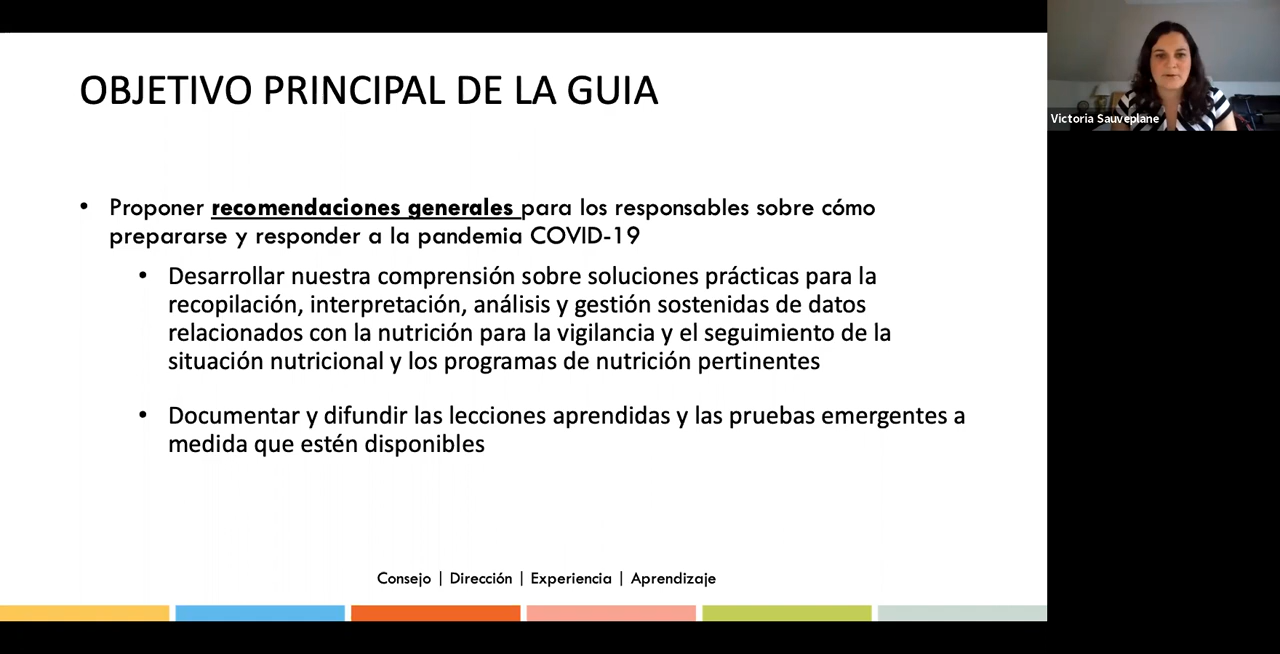 OBJETIVO PRINCIPAL DE LA GUIA
Victoria Sauveplane
• Proponer recomendaciones generales para los responsables sobre cómo
prepararse y responder a la pandemia COVID-19
• Desarrollar nuestra comprensión sobre soluciones prácticas para la
recopilación, interpretación, análisis y gestión sostenidas de datos
relacionados con la nutrición para la vigilancia y el seguimiento de la
situación nutricional y los programas de nutrición pertinentes
• Documentar y difundir las lecciones aprendidas y las pruebas emergentes a
medida que estén disponibles
Consejo | Dirección | Experiencia | Aprendizaje